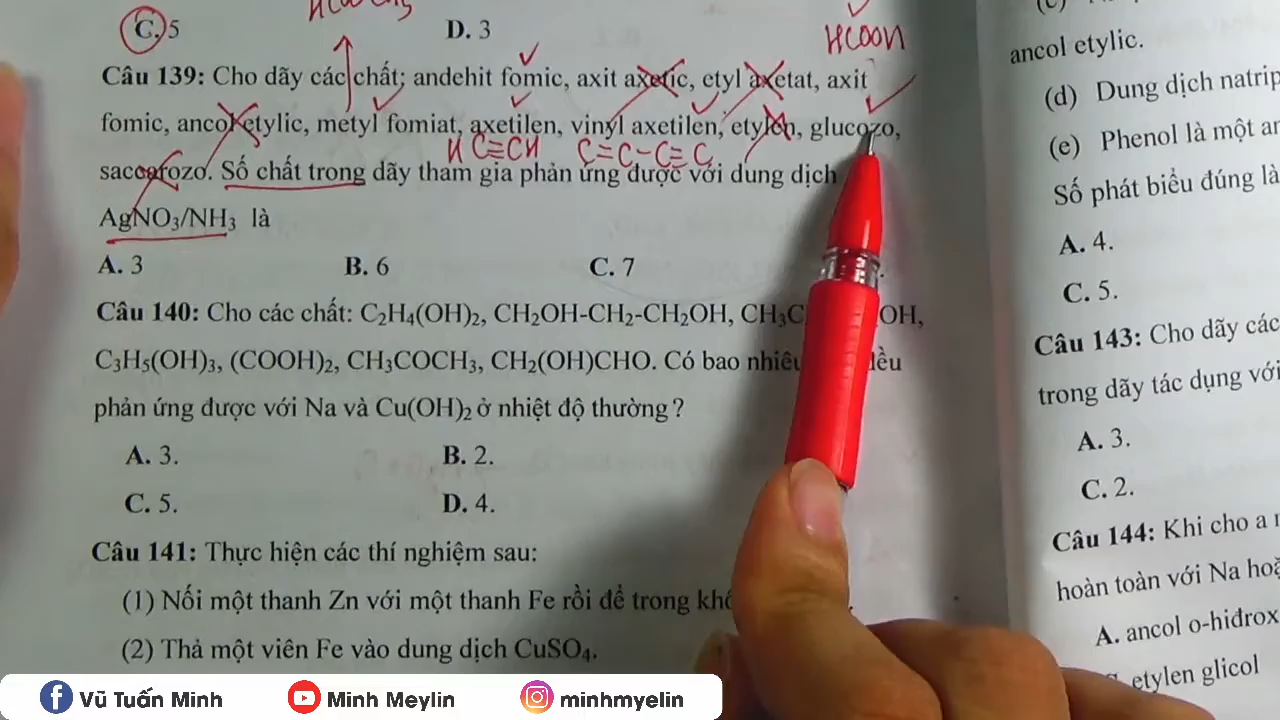 C. 5
D. 3
HCOOH
Câu 139: Cho dãy các chất; andehit fomic, axit axetic, etyl axetat, axit
fomic, ancol etylic, metyl fomiat, axetilen, vinyl axetilen, etylen, glucozo,
H C≡CH
C=C-C≡C
saccarozo. Số chất trong dãy tham gia phản ứng được với dung dịch
AgNO₃/NH₃ là
A. 3
B. 6
C. 7
Câu 140: Cho các chất: C₂H₄(OH)₂, CH₂OH-CH₂-CH₂OH, CH₃C OH,
C₃H₅(OH)₃, (COOH)₂, CH₃COCH₃, CH₂(OH)CHO. Có bao nhiêu đều
phản ứng được với Na và Cu(OH)₂ ở nhiệt độ thường?
A. 3.
B. 2.
C. 5.
D. 4.
Câu 141: Thực hiện các thí nghiệm sau:
(1) Nối một thanh Zn với một thanh Fe rồi để trong
(2) Thả một viên Fe vào dung dịch CuSO₄.
ancol etylic.
(d) Dung dịch
(e) Phenol là một
Số phát biểu đúng là
A. 4.
C. 5.
Câu 143: Cho dãy các
trong dãy tác dụng với
A. 3.
C. 2.
Câu 144: Khi cho a
hoàn toàn với Na
A. ancol
etylen glicol
Vũ Tuấn Minh
Minh Meylin
minhmyelin